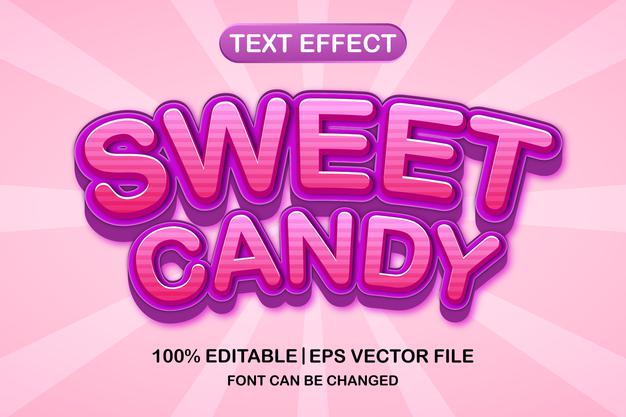 TEXT EFFECT
SWEET
CANDY
100% EDITABLE|EPS VECTOR FILE
FONT CAN BE CHANGED